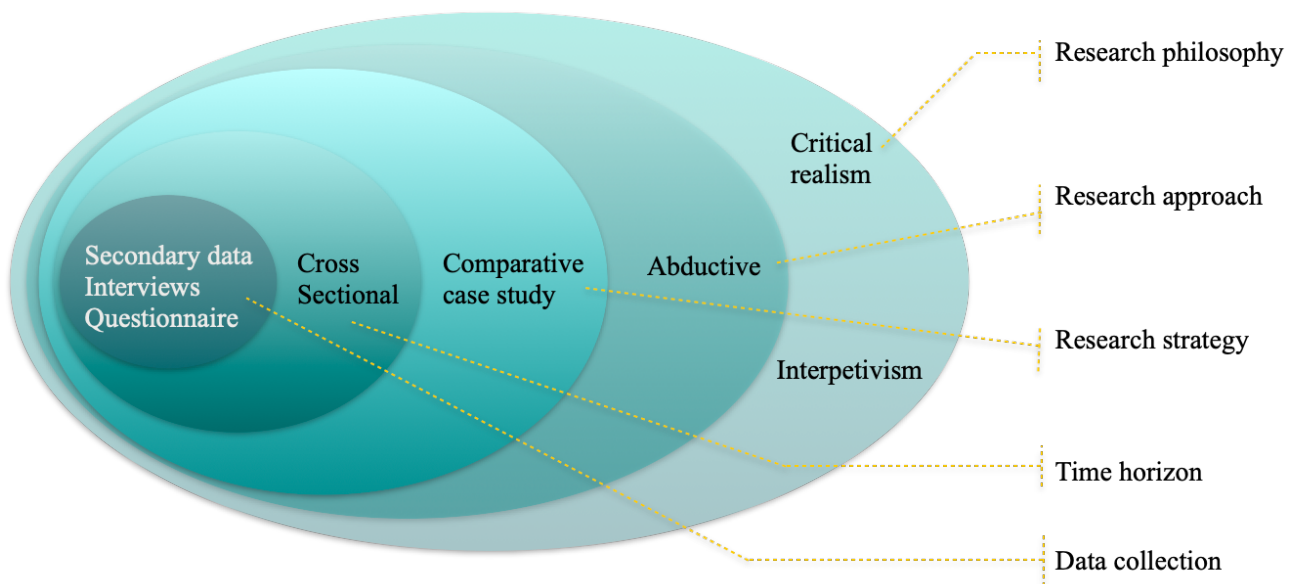 Research philosophy
Critical
realism
Research approach
Secondary data
Interviews
Questionnaire
Cross
Sectional
Comparative
case study
Abductive
Research strategy
Interpetivism
Time horizon
Data collection